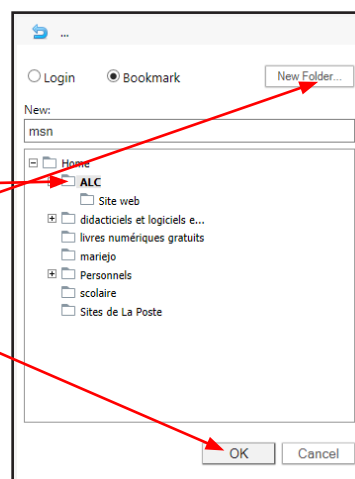 ...
Login Bookmark New Folder...
New:
msn
Home
ALC
Site web
didacticiels et logiciels e...
livres numériques gratuits
mariejo
Personnels
scolaire
Sites de La Poste
OK Cancel